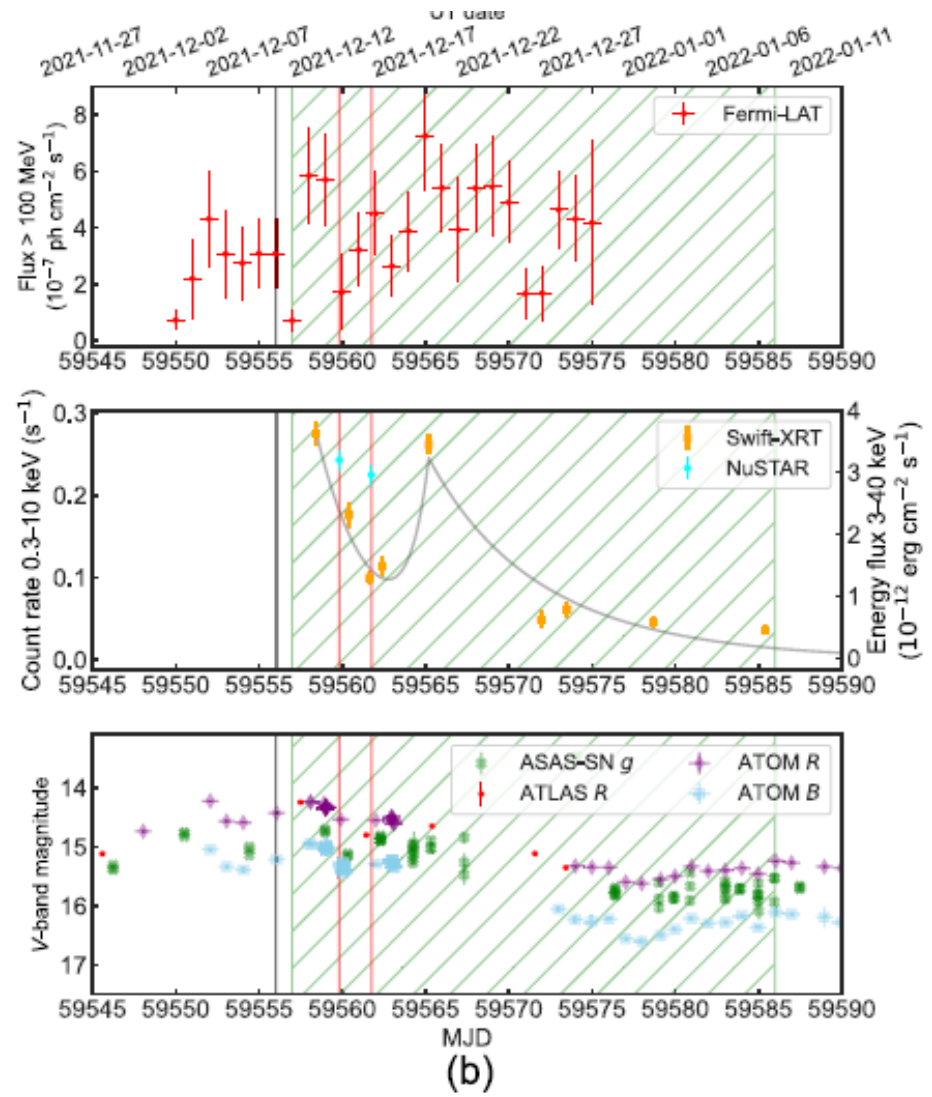 UT date
2021-11-27 2021-12-02 2021-12-07 2021-12-12 2021-12-17 2021-12-22 2021-12-27 2022-01-01 2022-01-06 2022-01-11
Flux > 100 MeV
(10⁻⁷ ph cm⁻² s⁻¹)
8
6
4
2
0
Fermi-LAT
59545 59550 59555 59560 59565 59570 59575 59580 59585 59590
Count rate 0.3–10 keV (s⁻¹)
0.3
0.2
0.1
0.0
Swift-XRT
NuSTAR
4
3
2
1
0
Energy flux 3–40 keV
(10⁻¹² erg cm⁻² s⁻¹)
59545 59550 59555 59560 59565 59570 59575 59580 59585 59590
V-band magnitude
14
15
16
17
ASAS-SN g
ATLAS R
ATOM R
ATOM B
59545 59550 59555 59560 59565 59570 59575 59580 59585 59590
MJD
(b)